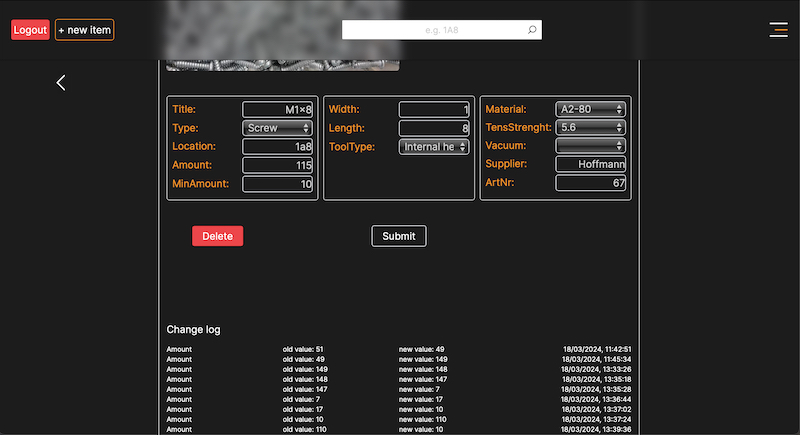 Logout + new item e.g. 1A8
Title: M1x8 Width: 1 Material: A2-80
Type: Screw Length: 8 TensStrenght: 5.6
Location: 1a8 ToolType: Internal he Vacuum:
Amount: 115 Supplier: Hoffmann
MinAmount: 10 ArtNr: 67
Delete Submit
Change log
Amount old value: 51 new value: 49 18/03/2024, 11:42:51
Amount old value: 49 new value: 149 18/03/2024, 11:45:34
Amount old value: 149 new value: 148 18/03/2024, 13:33:26
Amount old value: 148 new value: 147 18/03/2024, 13:35:18
Amount old value: 147 new value: 7 18/03/2024, 13:35:28
Amount old value: 7 new value: 17 18/03/2024, 13:36:44
Amount old value: 17 new value: 10 18/03/2024, 13:37:02
Amount old value: 10 new value: 110 18/03/2024, 13:37:24
Amount old value: 110 new value: 10 18/03/2024, 13:39:36